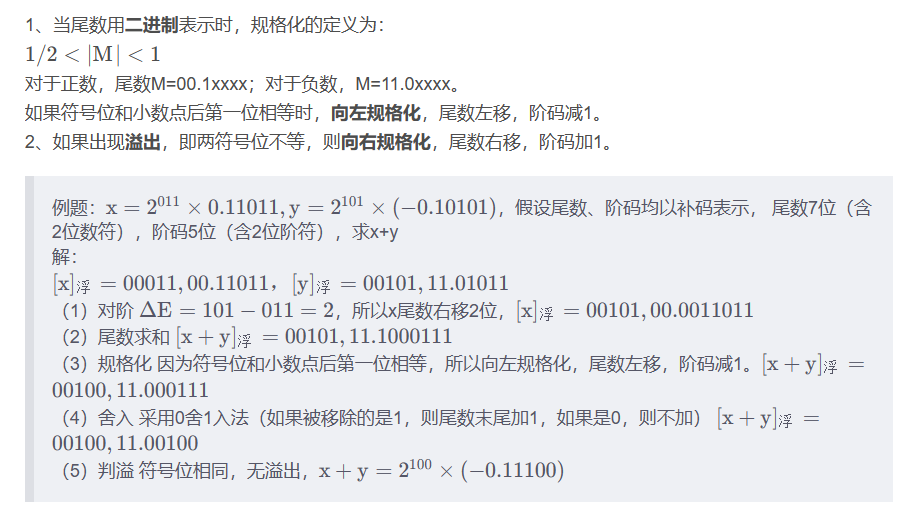 1、当尾数用二进制表示时，规格化的定义为：
1/2 < |M| < 1
对于正数，尾数M=00.1xxxx；对于负数，M=11.0xxxx。
如果符号位和小数点后第一位相等时，向左规格化，尾数左移，阶码减1。
2、如果出现溢出，即两符号位不等，则向右规格化，尾数右移，阶码加1。
例题：x = 2^{011} × 0.11011, y = 2^{101} × (−0.10101)，假设尾数、阶码均以补码表示， 尾数7位（含
2位数符），阶码5位（含2位阶符），求x+y
解：
[x]浮 = 00011, 00.11011，[y]浮 = 00101, 11.01011
（1）对阶 ΔE = 101 − 011 = 2，所以x尾数右移2位，[x]浮 = 00101, 00.0011011
（2）尾数求和 [x + y]浮 = 00101, 11.1000111
（3）规格化 因为符号位和小数点后第一位相等，所以向左规格化，尾数左移，阶码减1。[x + y]浮 =
00100, 11.000111
（4）舍入 采用0舍1入法（如果被移除的是1，则尾数末尾加1，如果是0，则不加） [x + y]浮 =
00100, 11.00100
（5）判溢 符号位相同，无溢出，x + y = 2^{100} × (−0.11100)